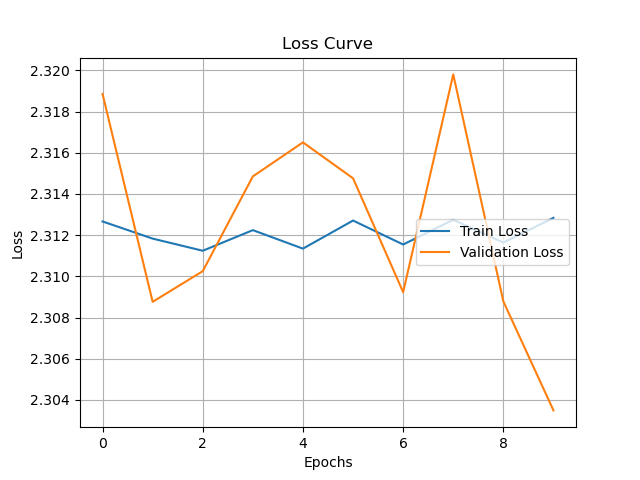 Loss Curve
2.320
2.318
2.316
2.314
2.312
2.310
2.308
2.306
2.304
Loss
Train Loss
Validation Loss
0 2 4 6 8
Epochs